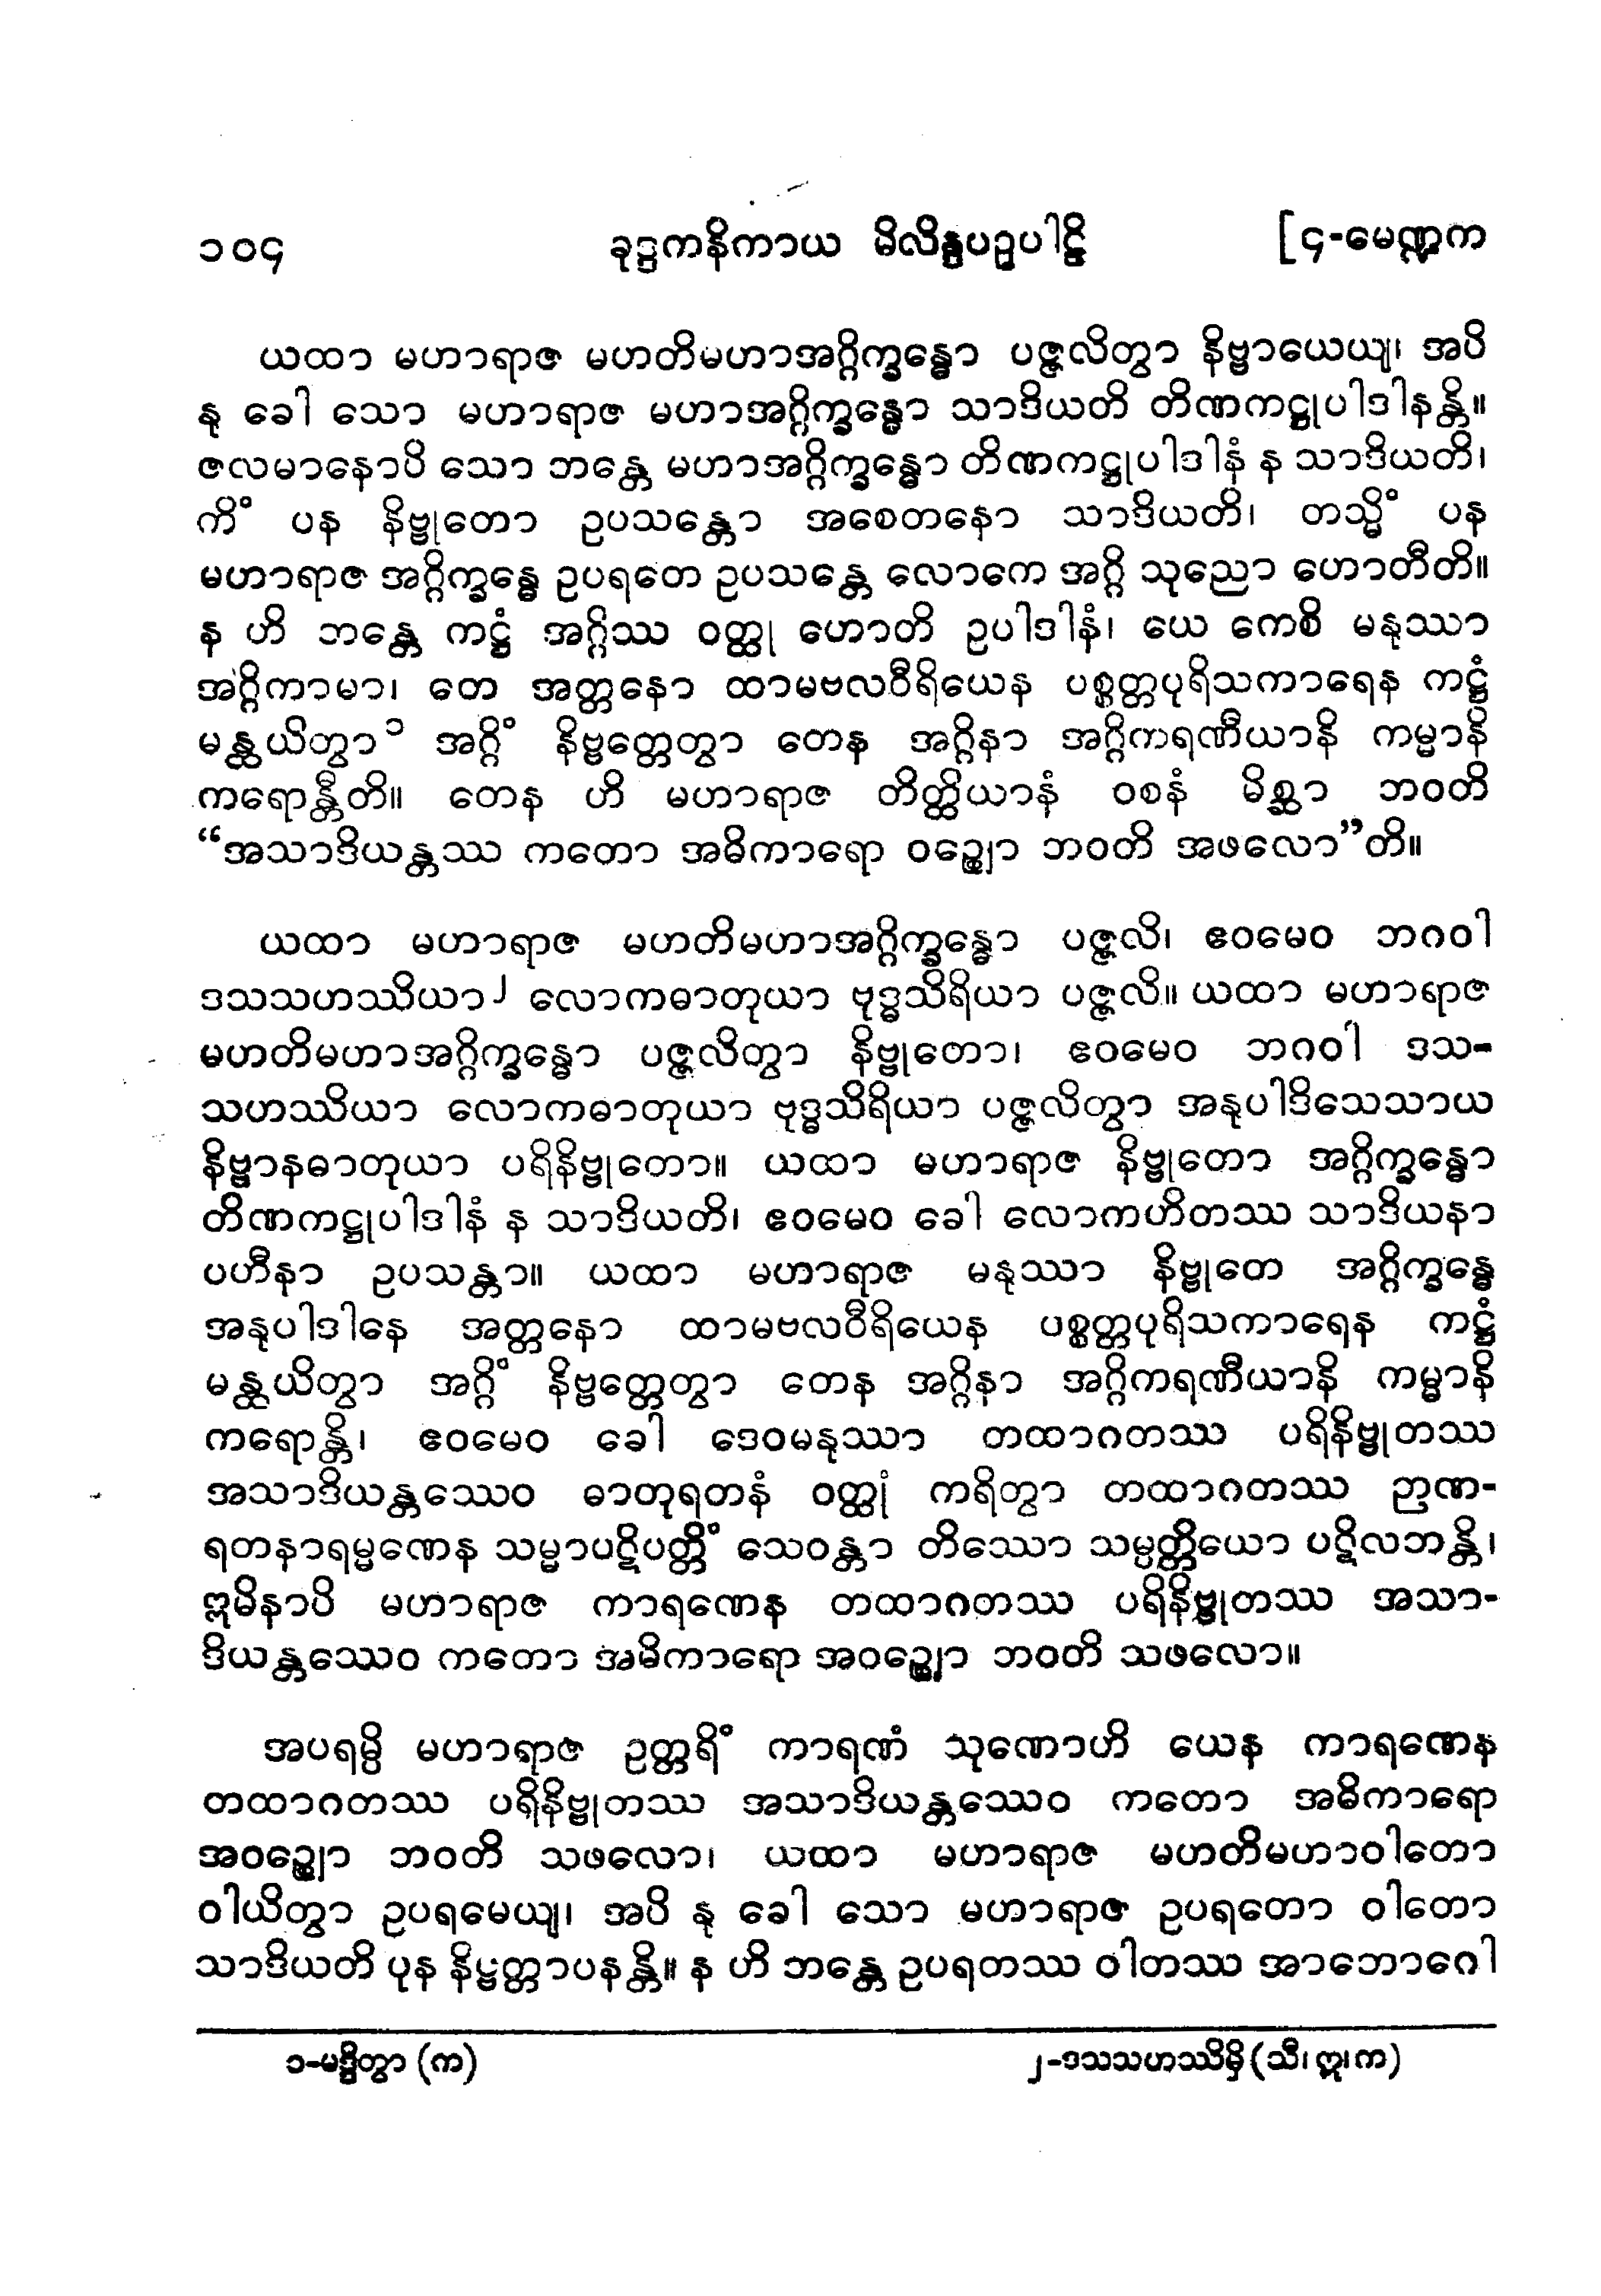 ၁၀၄ ခုဒ္ဒကနိကာယ မိလိန္ဒပဉှပါဠိ [၄-မေဏ္ဍက
ယထာ မဟာရာဇ မဟတိမဟာအဂ္ဂိက္ခန္ဓော ပဇ္ဇလိတွာ နိဗ္ဗာယေယျ၊ အပိ
နု ခေါ သော မဟာရာဇ မဟာအဂ္ဂိက္ခန္ဓော သာဒိယတိ တိဏကဋ္ဌုပါဒါနန္တိ။
ဇလမာနောပိ သော ဘန္တေ မဟာအဂ္ဂိက္ခန္ဓော တိဏကဋ္ဌုပါဒါနံ န သာဒိယတိ၊
ကိံ ပန နိဗ္ဗုတော ဥပသန္တော အစေတနော သာဒိယတိ၊ တသ္မိံ ပန
မဟာရာဇ အဂ္ဂိက္ခန္ဓေ ဥပရတေ ဥပသန္တေ လောကေ အဂ္ဂိ သုညော ဟောတီတိ။
န ဟိ ဘန္တေ ကဋ္ဌံ အဂ္ဂိဿ ဝတ္ထု ဟောတိ ဥပါဒါနံ၊ ယေ ကေစိ မနုဿာ
အဂ္ဂိကာမာ၊ တေ အတ္တနော ထာမဗလဝီရိယေန ပစ္စတ္တပုရိသကာရေန ကဋ္ဌံ
မန္ထယိတွာ၁ အဂ္ဂိံ နိဗ္ဗတ္တေတွာ တေန အဂ္ဂိနာ အဂ္ဂိကရဏီယာနိ ကမ္မာနိ
ကရောန္တီတိ။ တေန ဟိ မဟာရာဇ တိတ္ထိယာနံ ဝစနံ မိစ္ဆာ ဘဝတိ
“အသာဒိယန္တဿ ကတော အဓိကာရော ဝဉ္ဈော ဘဝတိ အဖလော”တိ။
ယထာ မဟာရာဇ မဟတိမဟာအဂ္ဂိက္ခန္ဓော ပဇ္ဇလိ၊ ဧဝမေဝ ဘဂဝါ
ဒသသဟဿိယာ၂ လောကဓာတုယာ ဗုဒ္ဓသိရိယာ ပဇ္ဇလိ။ ယထာ မဟာရာဇ
မဟတိမဟာအဂ္ဂိက္ခန္ဓော ပဇ္ဇလိတွာ နိဗ္ဗုတော၊ ဧဝမေဝ ဘဂဝါ ဒသ-
သဟဿိယာ လောကဓာတုယာ ဗုဒ္ဓသိရိယာ ပဇ္ဇလိတွာ အနုပါဒိသေသာယ
နိဗ္ဗာနဓာတုယာ ပရိနိဗ္ဗုတော။ ယထာ မဟာရာဇ နိဗ္ဗုတော အဂ္ဂိက္ခန္ဓော
တိဏကဋ္ဌုပါဒါနံ န သာဒိယတိ၊ ဧဝမေဝ ခေါ လောကဟိတဿ သာဒိယနာ
ပဟီနာ ဥပသန္တာ။ ယထာ မဟာရာဇ မနုဿာ နိဗ္ဗုတေ အဂ္ဂိက္ခန္ဓေ
အနုပါဒါနေ အတ္တနော ထာမဗလဝီရိယေန ပစ္စတ္တပုရိသကာရေန ကဋ္ဌံ
မန္ထယိတွာ အဂ္ဂိံ နိဗ္ဗတ္တေတွာ တေန အဂ္ဂိနာ အဂ္ဂိကရဏီယာနိ ကမ္မာနိ
ကရောန္တိ၊ ဧဝမေဝ ခေါ ဒေဝမနုဿာ တထာဂတဿ ပရိနိဗ္ဗုတဿ
အသာဒိယန္တဿေဝ ဓာတုရတနံ ဝတ္ထုံ ကရိတွာ တထာဂတဿ ဉာဏ-
ရတနာရမ္မဏေန သမ္မာပဋိပတ္တိံ သေဝန္တာ တိဿော သမ္ပတ္တိယော ပဋိလဘန္တိ၊
ဣမိနာပိ မဟာရာဇ ကာရဏေန တထာဂတဿ ပရိနိဗ္ဗုတဿ အသာ-
ဒိယန္တဿေဝ ကတော အဓိကာရော အဝဉ္ဈော ဘဝတိ သဖလော။
အပရမ္ပိ မဟာရာဇ ဥတ္တရိံ ကာရဏံ သုဏောဟိ ယေန ကာရဏေန
တထာဂတဿ ပရိနိဗ္ဗုတဿ အသာဒိယန္တဿေဝ ကတော အဓိကာရော
အဝဉ္ဈော ဘဝတိ သဖလော၊ ယထာ မဟာရာဇ မဟတိမဟာဝါတော
ဝါယိတွာ ဥပရမေယျ၊ အပိ နု ခေါ သော မဟာရာဇ ဥပရတော ဝါတော
သာဒိယတိ ပုန နိဗ္ဗတ္တာပနန္တိ။ န ဟိ ဘန္တေ ဥပရတဿ ဝါတဿ အာဘောဂေါ
၁-မဒ္ဒိတွာ (က) ၂-ဒသသဟဿိမှိ (သီ၊ ဣ၊ က)